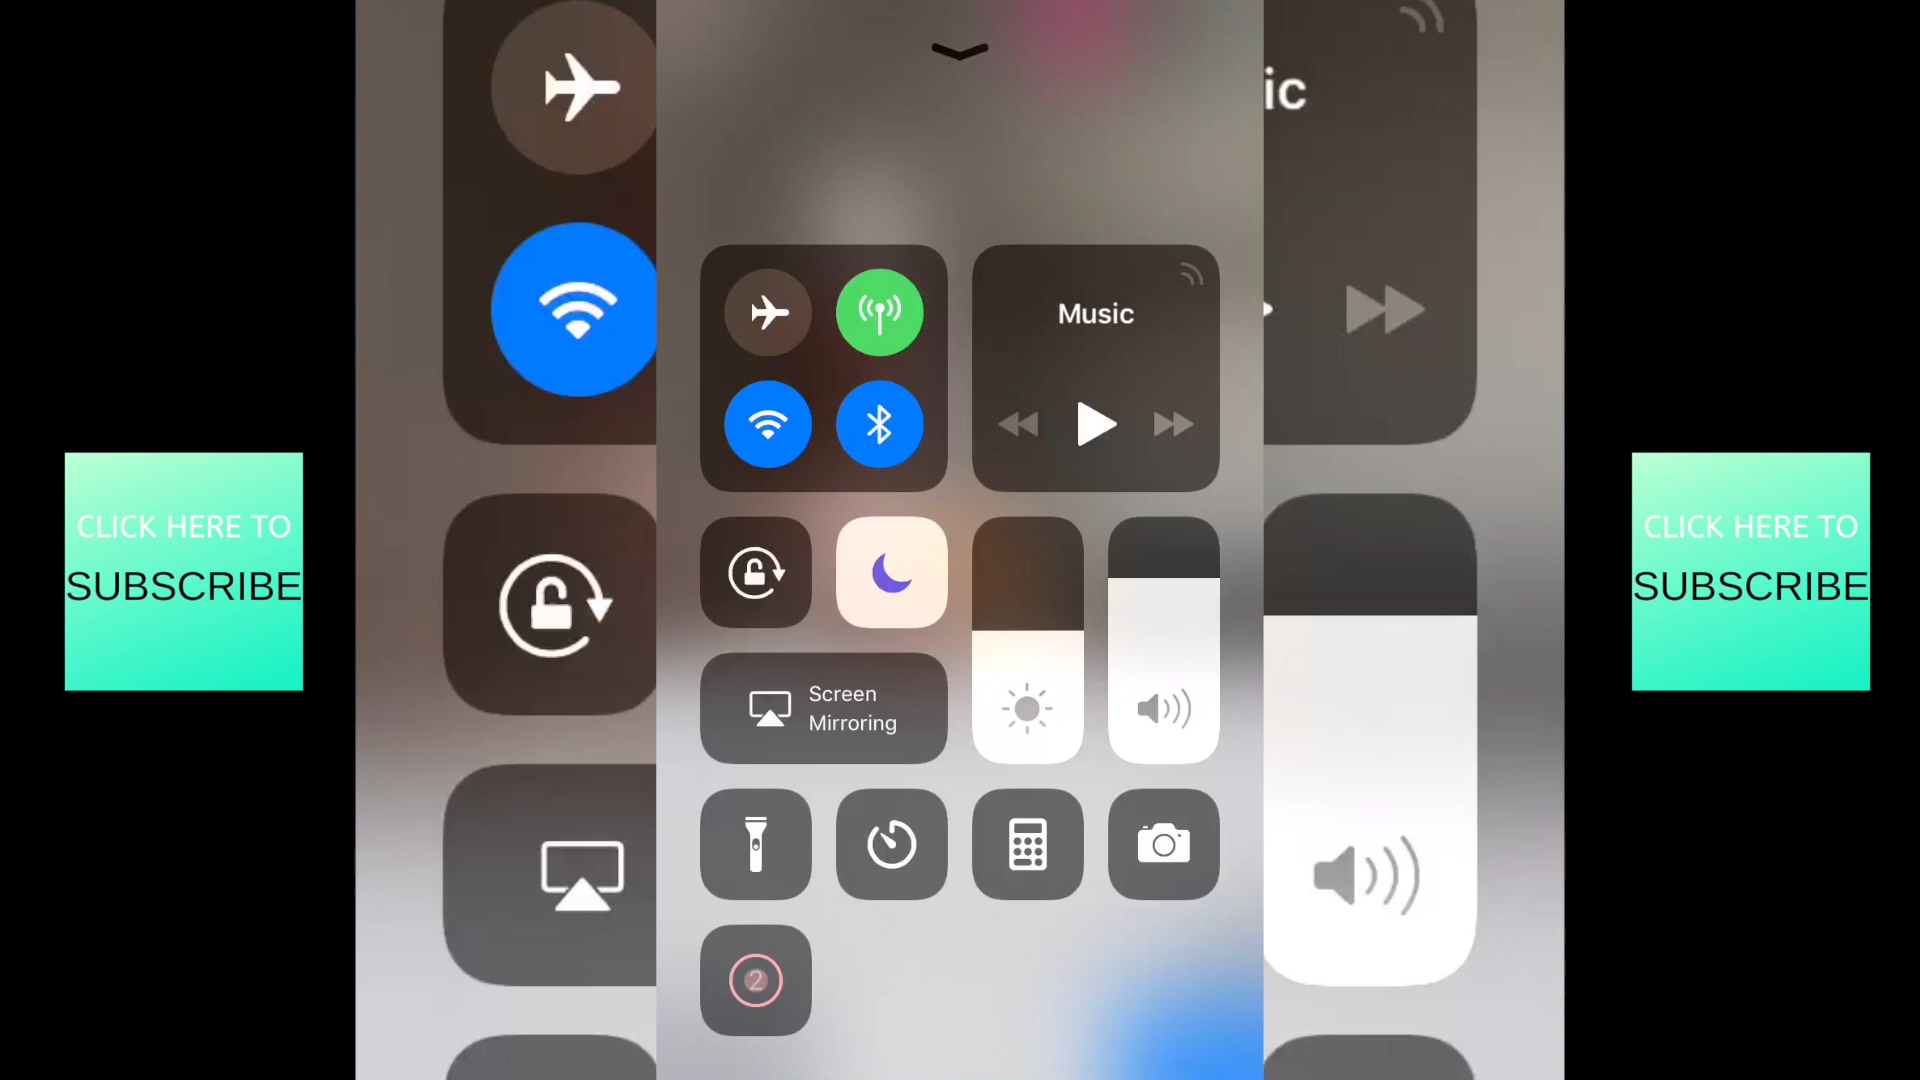 ic
Music
CLICK HERE TO
SUBSCRIBE
CLICK HERE TO
SUBSCRIBE
Screen
Mirroring
2